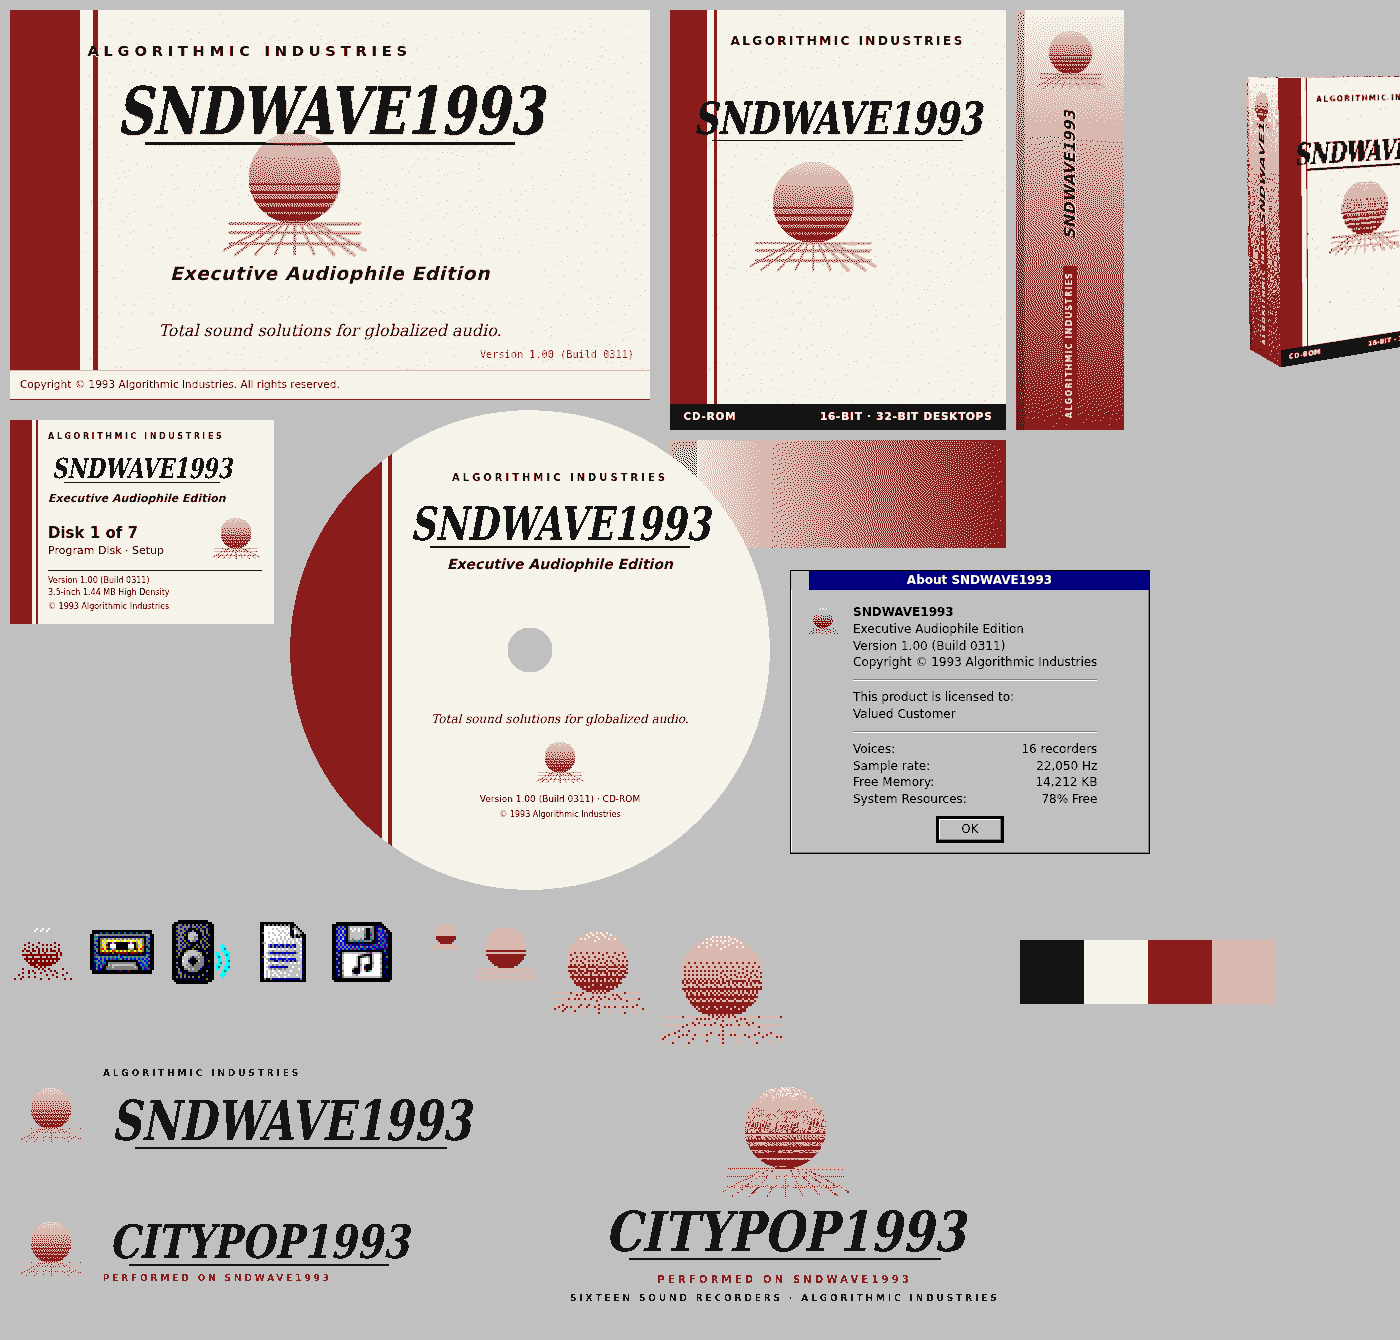 ALGORITHMIC INDUSTRIES
SNDWAVE1993
Executive Audiophile Edition
Total sound solutions for globalized audio.
Version 1.00 (Build 0311)
Copyright © 1993 Algorithmic Industries. All rights reserved.
ALGORITHMIC INDUSTRIES
SNDWAVE1993
CD-ROM
16-BIT · 32-BIT DESKTOPS
SNDWAVE1993
ALGORITHMIC INDUSTRIES
ALGORITHMIC
SNDWAV
CD-ROM
16-BIT ·
ALGORITHMIC INDUSTRIES
SNDWAVE1993
Executive Audiophile Edition
Disk 1 of 7
Program Disk · Setup
Version 1.00 (Build 0311)
3.5-inch 1.44 MB High Density
© 1993 Algorithmic Industries
ALGORITHMIC INDUSTRIES
SNDWAVE1993
Executive Audiophile Edition
Total sound solutions for globalized audio.
Version 1.00 (Build 0311) · CD-ROM
© 1993 Algorithmic Industries
About SNDWAVE1993
SNDWAVE1993
Executive Audiophile Edition
Version 1.00 (Build 0311)
Copyright © 1993 Algorithmic Industries
This product is licensed to:
Valued Customer
Voices: 16 recorders
Sample rate: 22,050 Hz
Free Memory: 14,212 KB
System Resources: 78% Free
OK
ALGORITHMIC INDUSTRIES
SNDWAVE1993
CITYPOP1993
PERFORMED ON SNDWAVE1993
CITYPOP1993
PERFORMED ON SNDWAVE1993
SIXTEEN SOUND RECORDERS · ALGORITHMIC INDUSTRIES